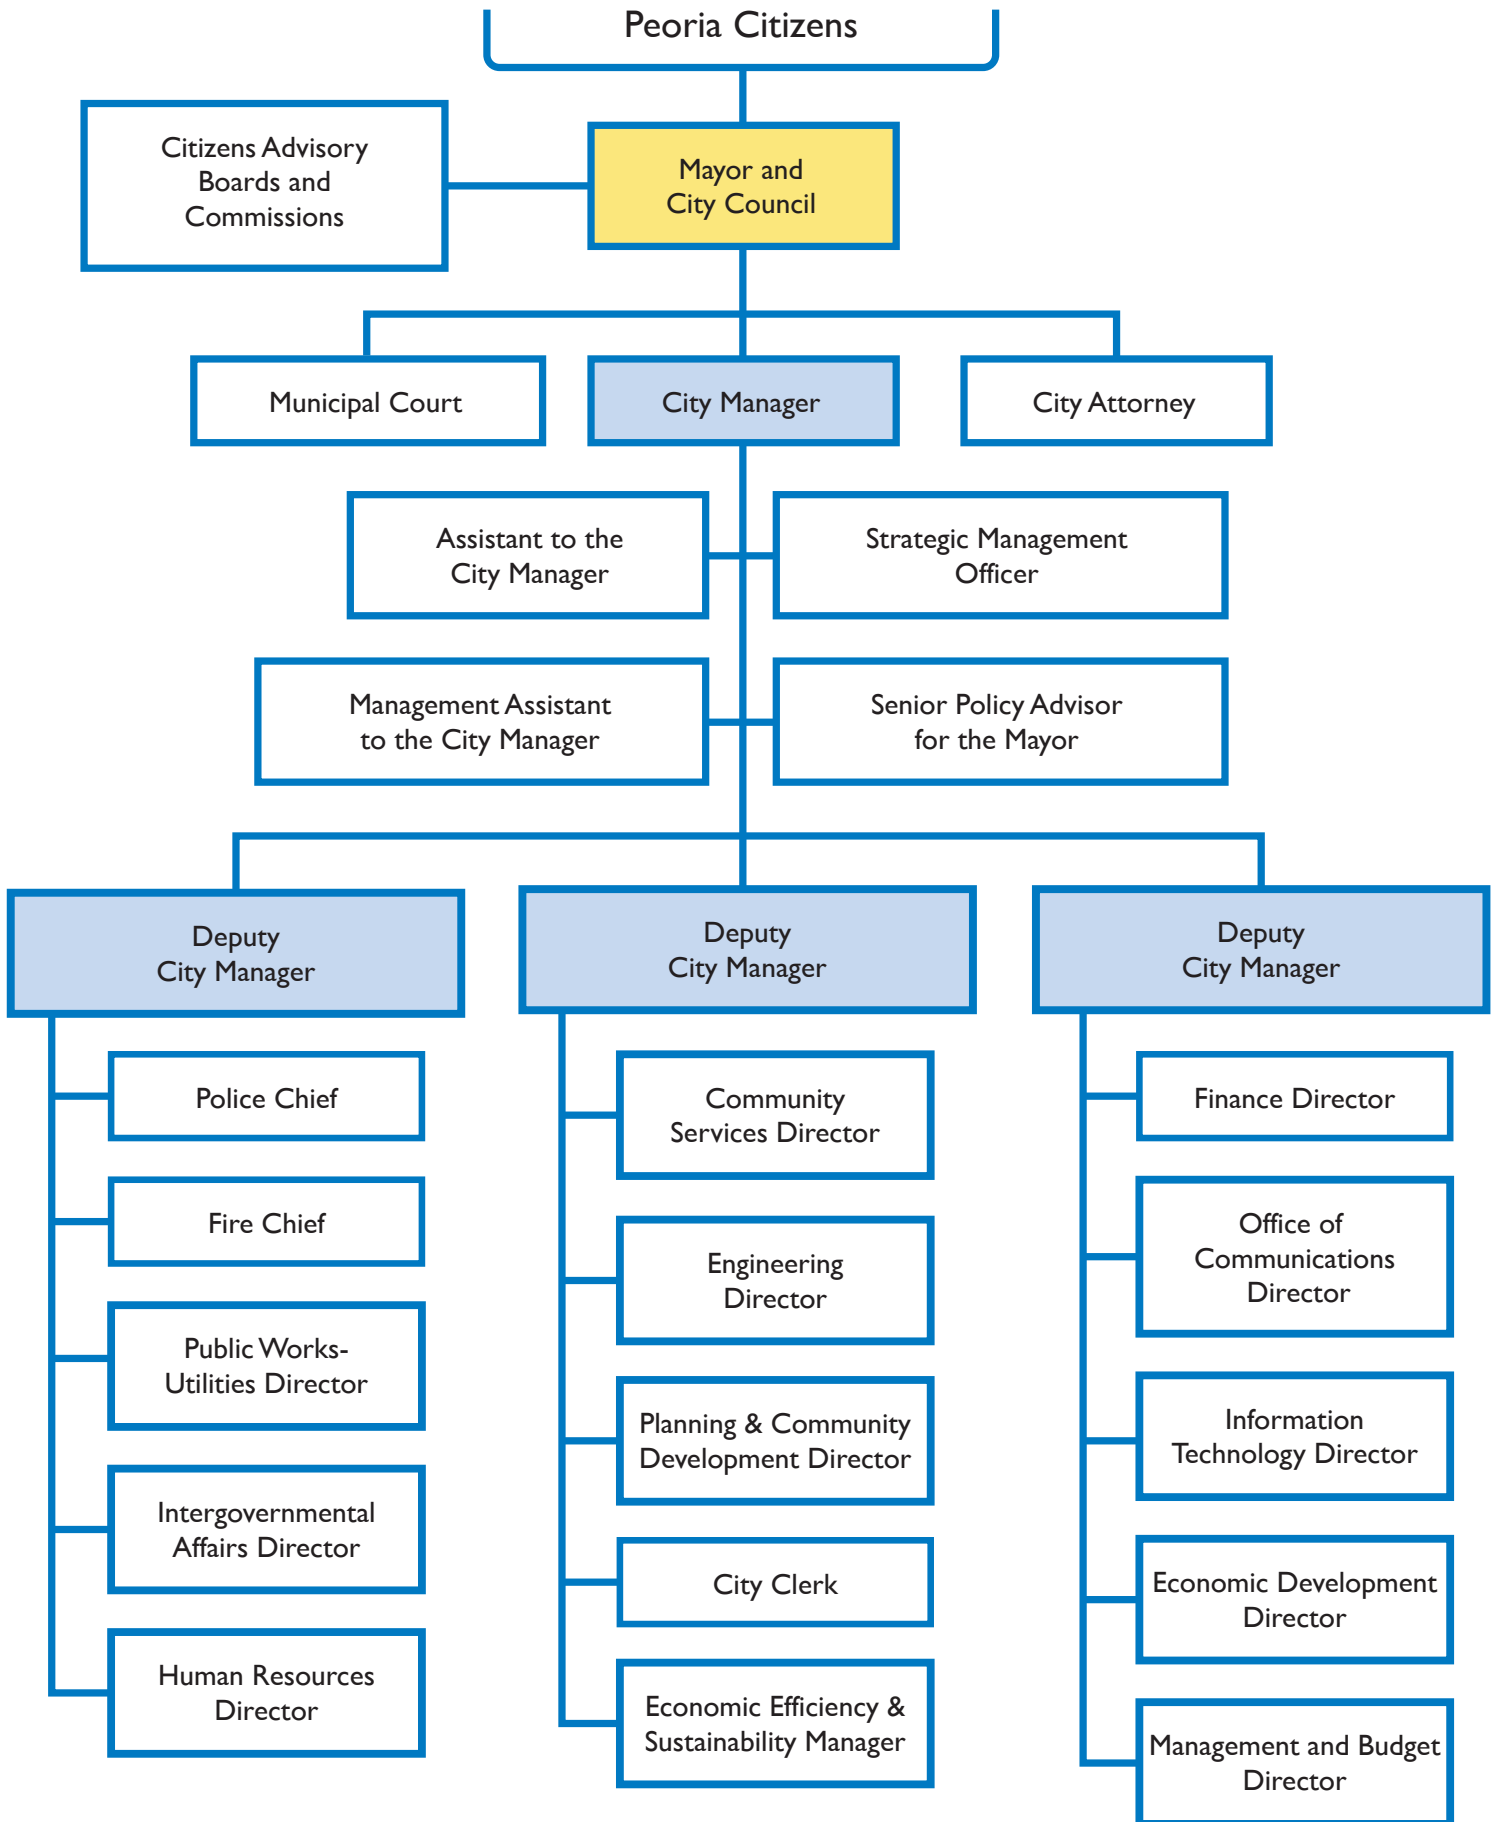 Peoria Citizens
Citizens Advisory
Boards and
Commissions
Mayor and
City Council
Municipal Court
City Manager
City Attorney
Assistant to the
City Manager
Strategic Management
Officer
Management Assistant
to the City Manager
Senior Policy Advisor
for the Mayor
Deputy
City Manager
Police Chief
Fire Chief
Public Works-
Utilities Director
Intergovernmental
Affairs Director
Human Resources
Director
Deputy
City Manager
Community
Services Director
Engineering
Director
Planning & Community
Development Director
City Clerk
Economic Efficiency &
Sustainability Manager
Deputy
City Manager
Finance Director
Office of
Communications
Director
Information
Technology Director
Economic Development
Director
Management and Budget
Director